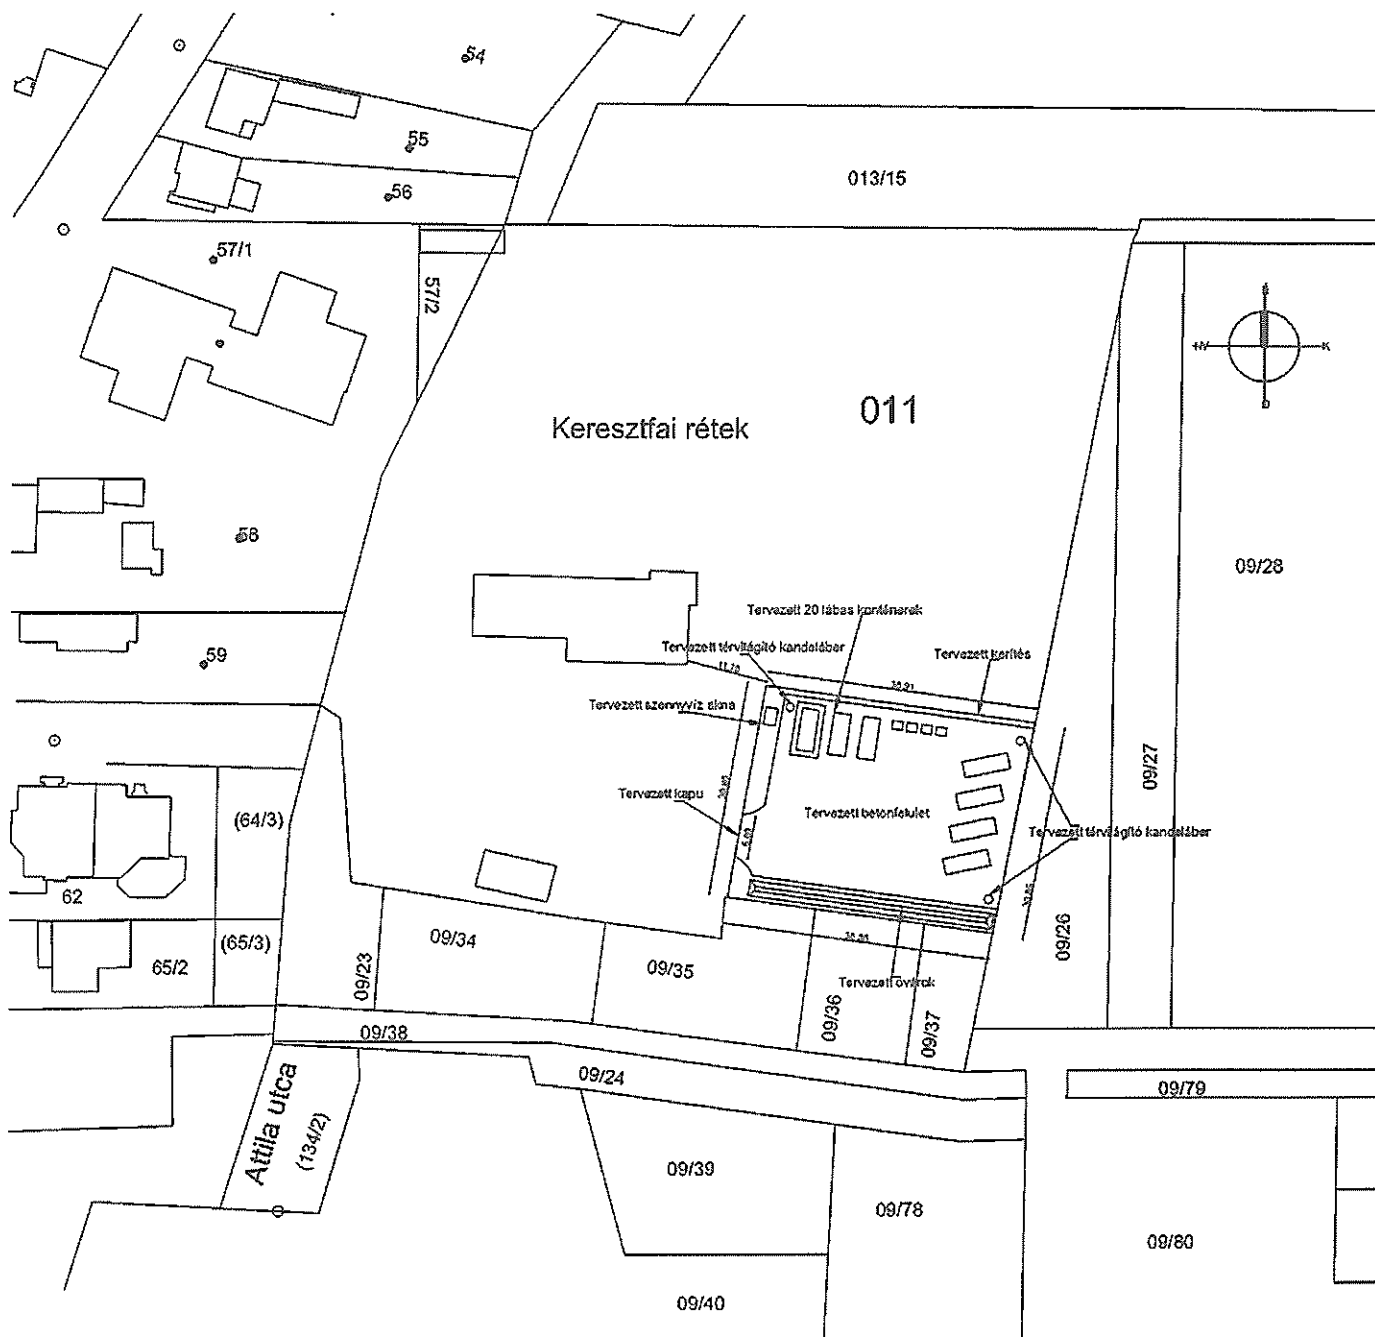 54
55
56
013/15
57/1
57/2
É
NY
K
D
Keresztfai rétek
011
58
09/28
Tervezett 20 lábas konténerek
Tervezett térvilágító kandeláber
Tervezett kerítés
59
Tervezett szennyvíz akna
09/27
Tervezett kapu
Tervezett betonfelület
(64/3)
Tervezett térvilágító kandeláber
62
09/34
(65/3)
09/26
65/2
09/23
09/35
Tervezett övárok
09/36
09/37
09/38
09/24
09/79
Attila utca
(134/2)
09/39
09/78
09/80
09/40